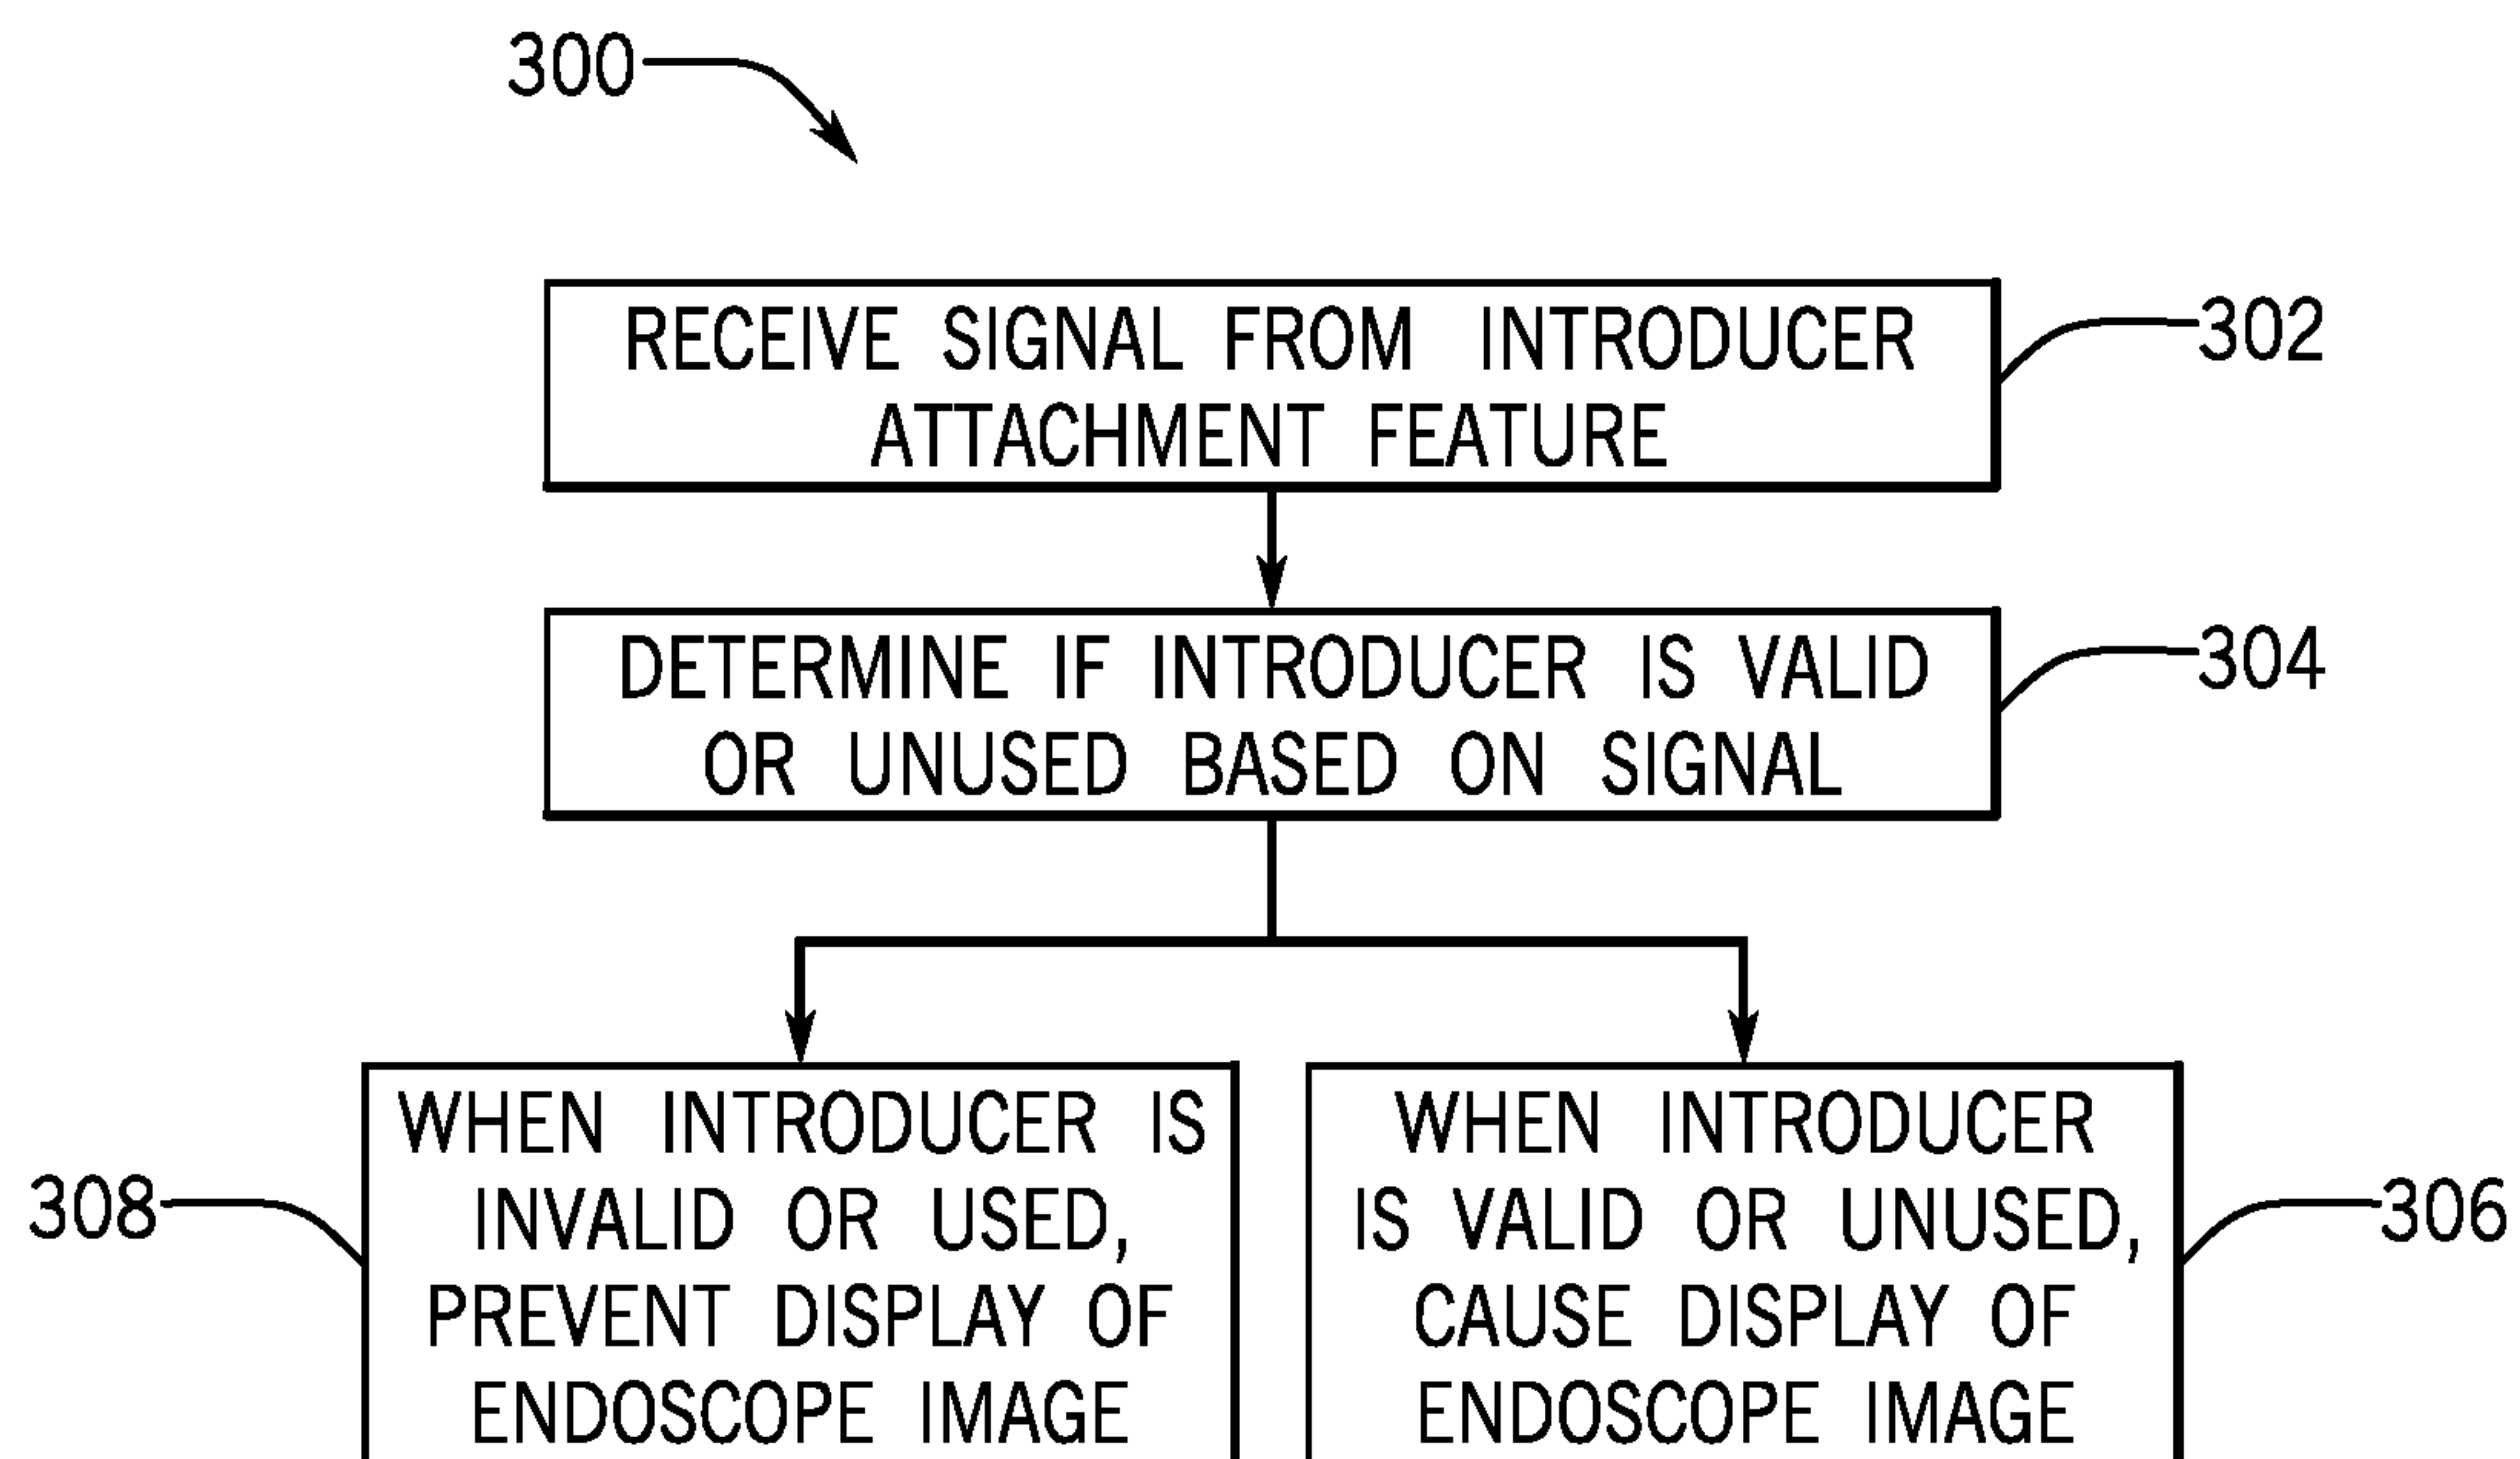 300
RECEIVE SIGNAL FROM INTRODUCER
ATTACHMENT FEATURE
302
DETERMINE IF INTRODUCER IS VALID
OR UNUSED BASED ON SIGNAL
304
WHEN INTRODUCER IS
INVALID OR USED,
PREVENT DISPLAY OF
ENDOSCOPE IMAGE
308
WHEN INTRODUCER
IS VALID OR UNUSED,
CAUSE DISPLAY OF
ENDOSCOPE IMAGE
306